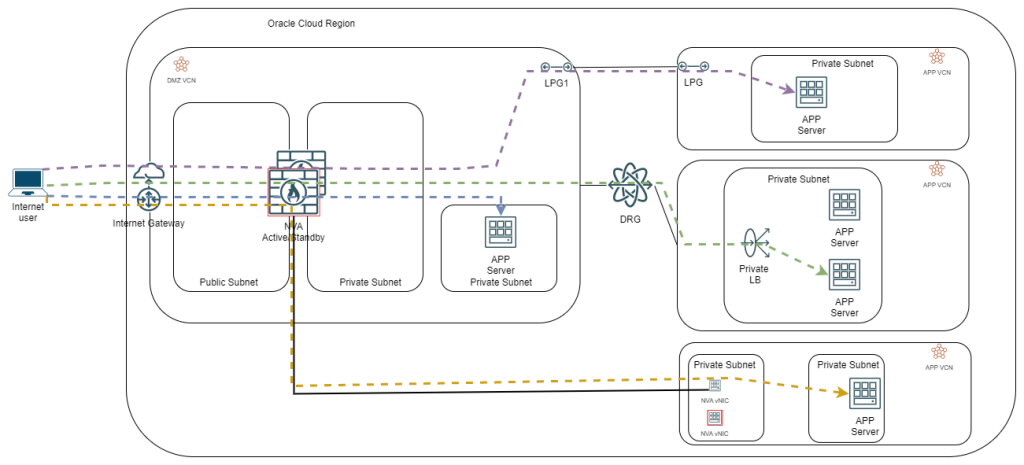 Oracle Cloud Region
DMZ VCN
LPG1
LPG
Private Subnet
APP VCN
APP
Server
Internet
user
Internet Gateway
NVA
Active/Standby
Public Subnet
Private Subnet
APP
Server
Private Subnet
DRG
Private Subnet
APP VCN
APP
Server
Private
LB
APP
Server
APP VCN
Private Subnet
NVA vNIC
NVA vNIC
Private Subnet
APP
Server